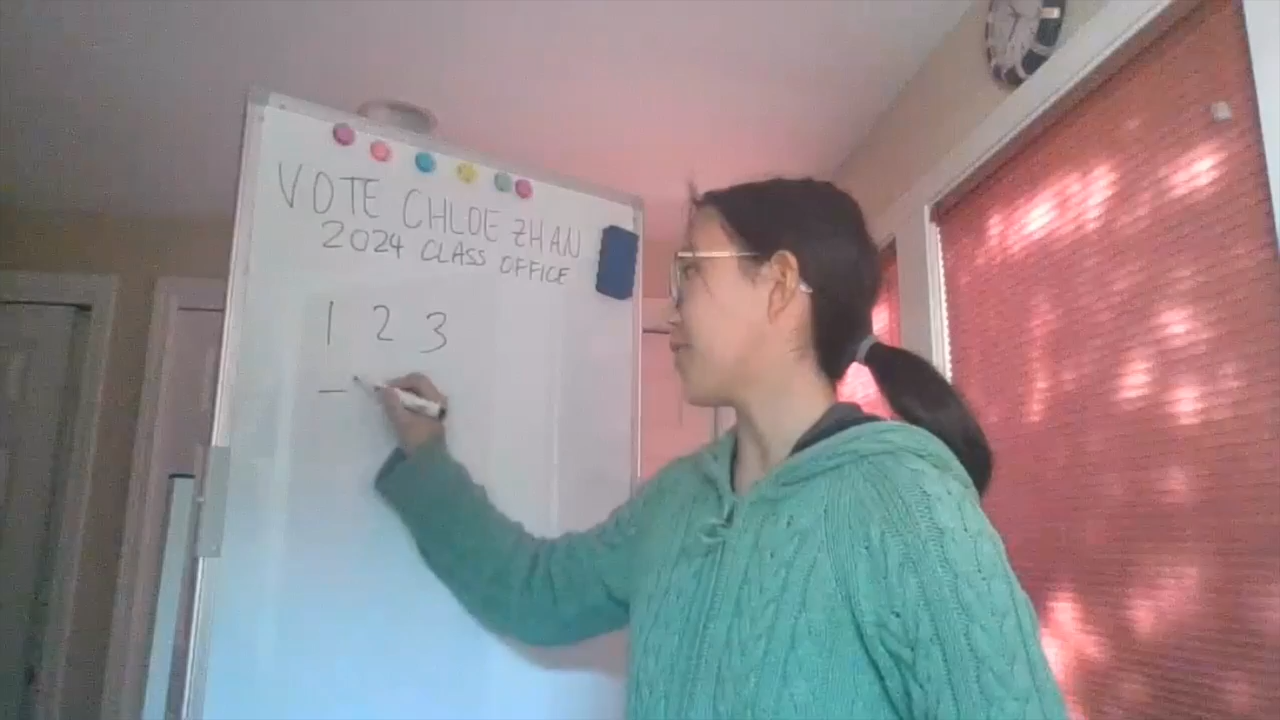 VOTE CHLOE ZHAN
2024 CLASS OFFICE
1 2 3
—